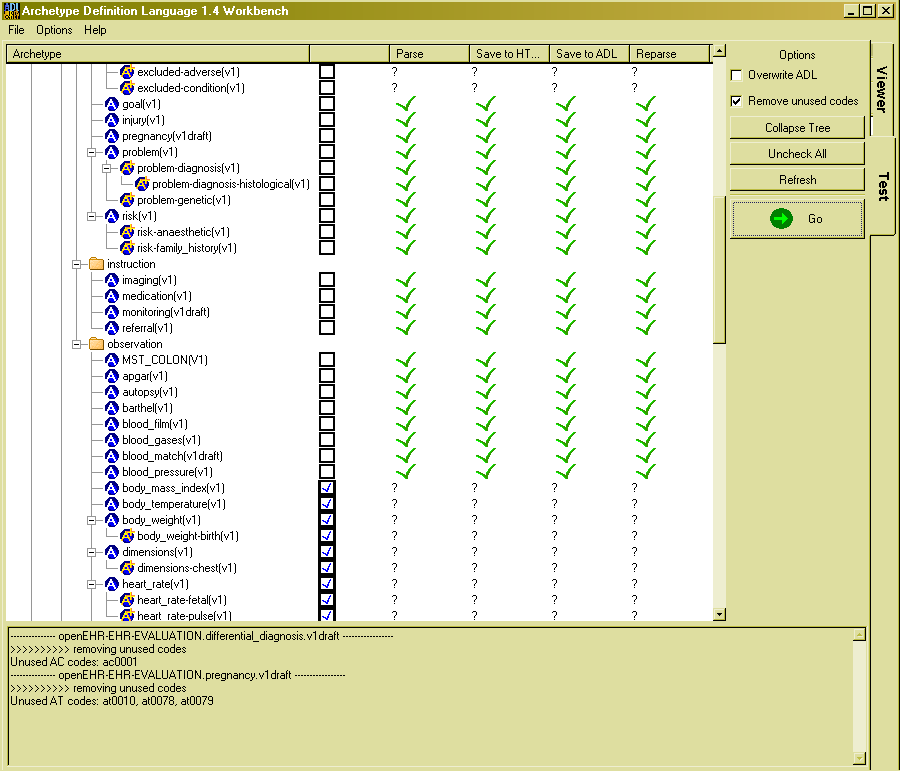 Archetype Definition Language 1.4 Workbench
File Options Help
Archetype Parse Save to HT... Save to ADL Reparse
excluded-adverse(v1) ? ? ? ?
excluded-condition(v1) ? ? ? ?
goal(v1)
injury(v1)
pregnancy(v1draft)
problem(v1)
problem-diagnosis(v1)
problem-diagnosis-histological(v1)
problem-genetic(v1)
risk(v1)
risk-anaesthetic(v1)
risk-family_history(v1)
instruction
imaging(v1)
medication(v1)
monitoring(v1draft)
referral(v1)
observation
MST_COLON(V1)
apgar(v1)
autopsy(v1)
barthel(v1)
blood_film(v1)
blood_gases(v1)
blood_match(v1draft)
blood_pressure(v1)
body_mass_index(v1) ? ? ? ?
body_temperature(v1) ? ? ? ?
body_weight(v1) ? ? ? ?
body_weight-birth(v1) ? ? ? ?
dimensions(v1) ? ? ? ?
dimensions-chest(v1) ? ? ? ?
heart_rate(v1) ? ? ? ?
heart_rate-fetal(v1) ? ? ? ?
heart_rate-pulse(v1) ? ? ? ?
Options
Overwrite ADL
Remove unused codes
Collapse Tree
Uncheck All
Refresh
Go
Viewer
Test
-------------- openEHR-EHR-EVALUATION.differential_diagnosis.v1draft ----------------
>>>>>>>>>> removing unused codes
Unused AC codes: ac0001
-------------- openEHR-EHR-EVALUATION.pregnancy.v1draft ----------------
>>>>>>>>>> removing unused codes
Unused AT codes: at0010, at0078, at0079